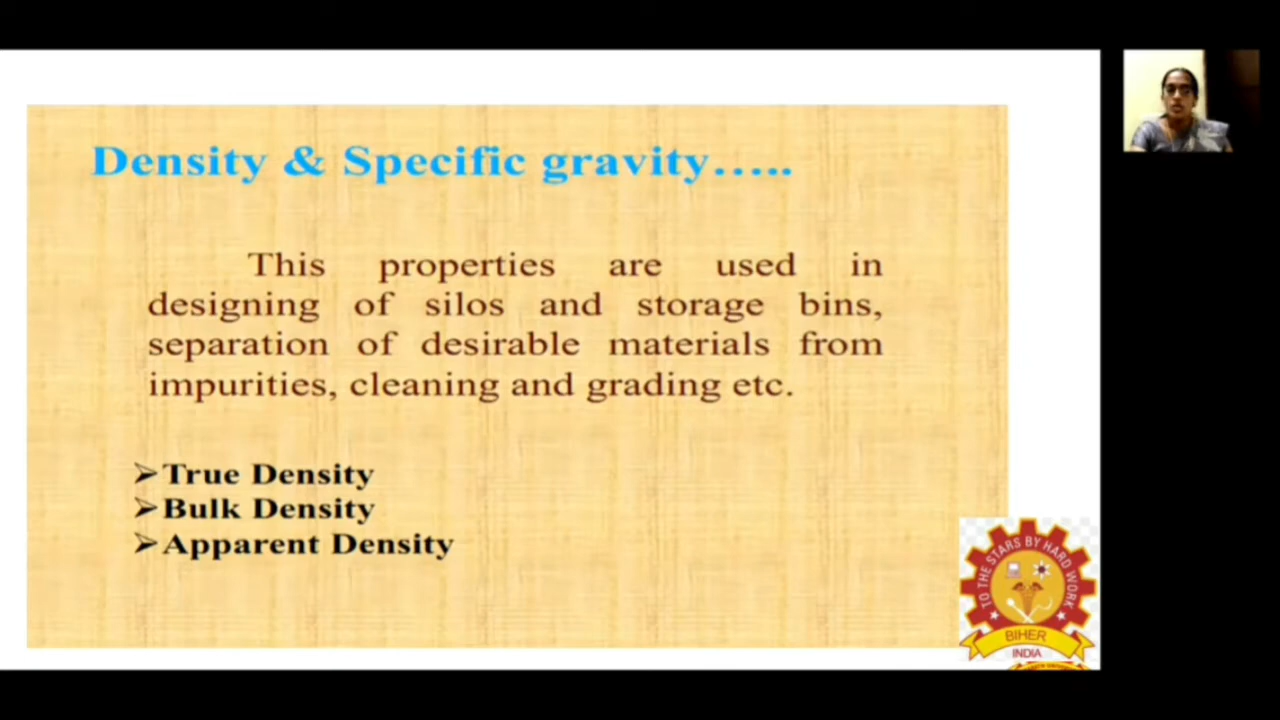 Density & Specific gravity…..
This properties are used in
designing of silos and storage bins,
separation of desirable materials from
impurities, cleaning and grading etc.
➢True Density
➢Bulk Density
➢Apparent Density
TO THE STARS BY HARD WORK
BIHER
INDIA